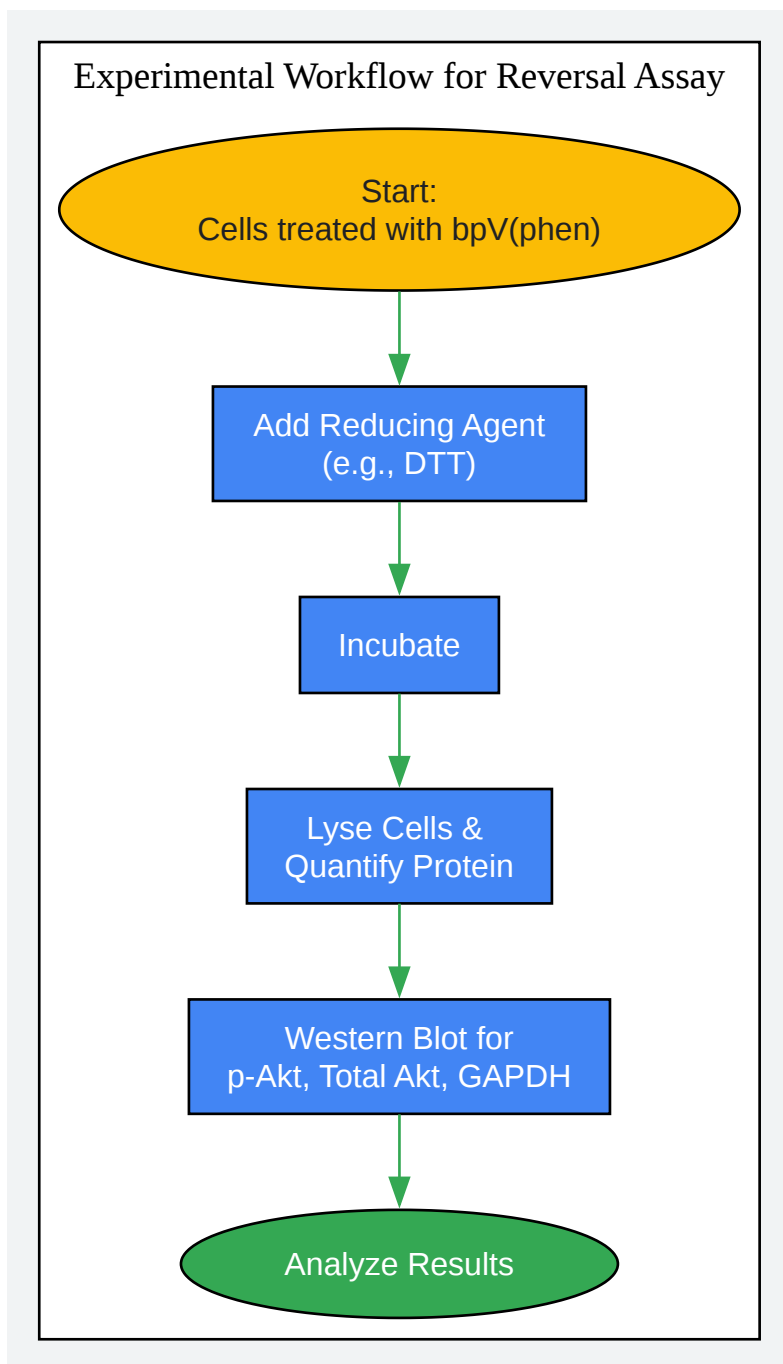 Experimental Workflow for Reversal Assay
Start:
Cells treated with bpV(phen)
Add Reducing Agent
(e.g., DTT)
Incubate
Lyse Cells &
Quantify Protein
Western Blot for
p-Akt, Total Akt, GAPDH
Analyze Results